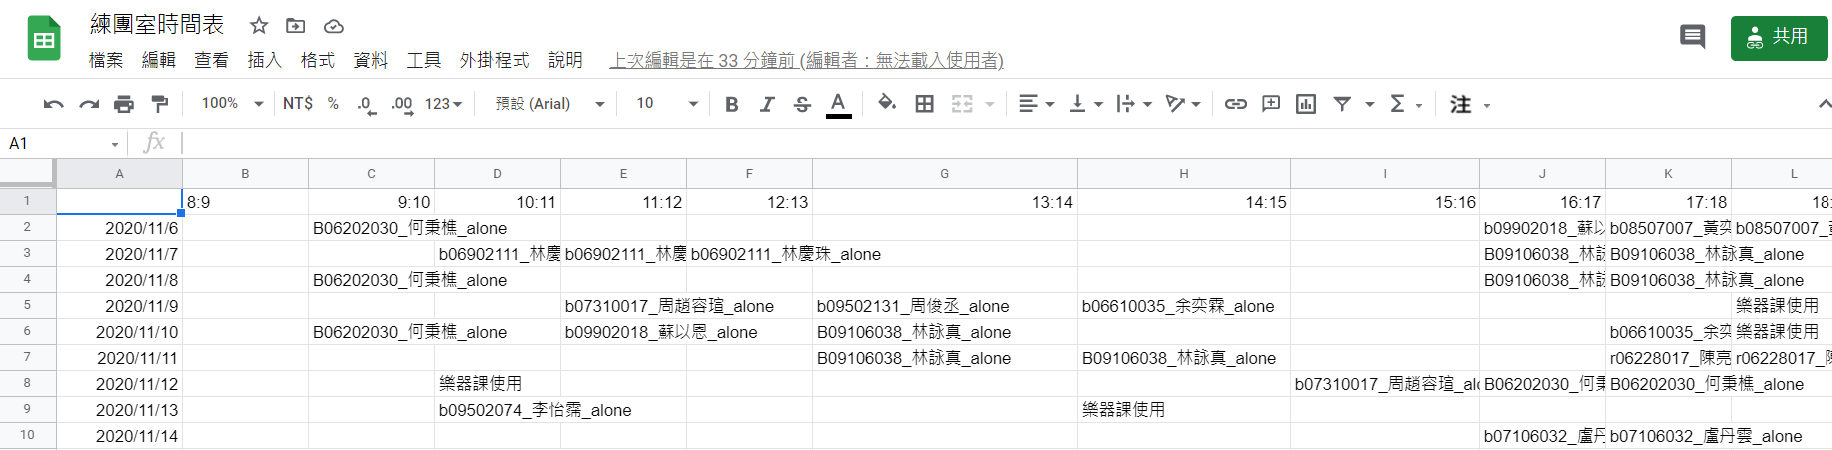 練團室時間表
檔案 編輯 查看 插入 格式 資料 工具 外掛程式 說明 上次編輯是在 33 分鐘前 (編輯者：無法載入使用者)
共用
100% NT$ % .0 .00 123 預設 (Arial) 10 B I S A Σ 注
A1 fx
A B C D E F G H I J K L
1 8:9 9:10 10:11 11:12 12:13 13:14 14:15 15:16 16:17 17:18 18:
2 2020/11/6 B06202030_何秉樵_alone b09902018_蘇以 b08507007_黃奕 b08507007_
3 2020/11/7 b06902111_林慶 b06902111_林慶 b06902111_林慶珠_alone B09106038_林詠 B09106038_林詠真_alone
4 2020/11/8 B06202030_何秉樵_alone B09106038_林詠 B09106038_林詠真_alone
5 2020/11/9 b07310017_周趙容瑄_alone b09502131_周俊丞_alone b06610035_余奕霖_alone 樂器課使用
6 2020/11/10 B06202030_何秉樵_alone b09902018_蘇以恩_alone B09106038_林詠真_alone b06610035_余奕 樂器課使用
7 2020/11/11 B09106038_林詠真_alone B09106038_林詠真_alone r06228017_陳亮 r06228017_陳
8 2020/11/12 樂器課使用 b07310017_周趙容瑄_alo B06202030_何秉 B06202030_何秉樵_alone
9 2020/11/13 b09502074_李怡霈_alone 樂器課使用
10 2020/11/14 b07106032_盧丹 b07106032_盧丹雲_alone